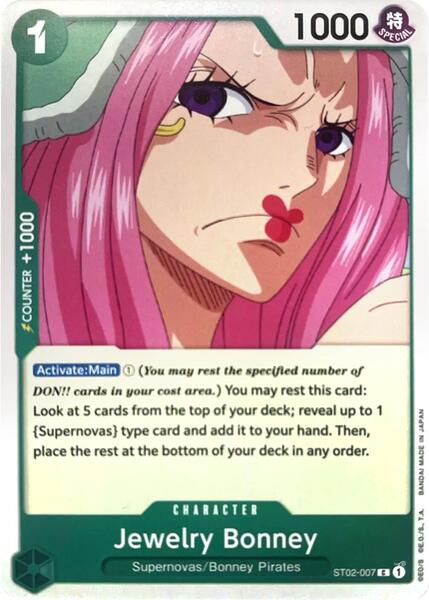 1
1000
特
SPECIAL
COUNTER +1000
Activate:Main ① (You may rest the specified number of
DON!! cards in your cost area.) You may rest this card:
Look at 5 cards from the top of your deck; reveal up to 1
{Supernovas} type card and add it to your hand. Then,
place the rest at the bottom of your deck in any order.
CHARACTER
Jewelry Bonney
Supernovas/Bonney Pirates
ST02-007 C 1
©E.O/S ©E.O./S., T.A. BANDAI MADE IN JAPAN